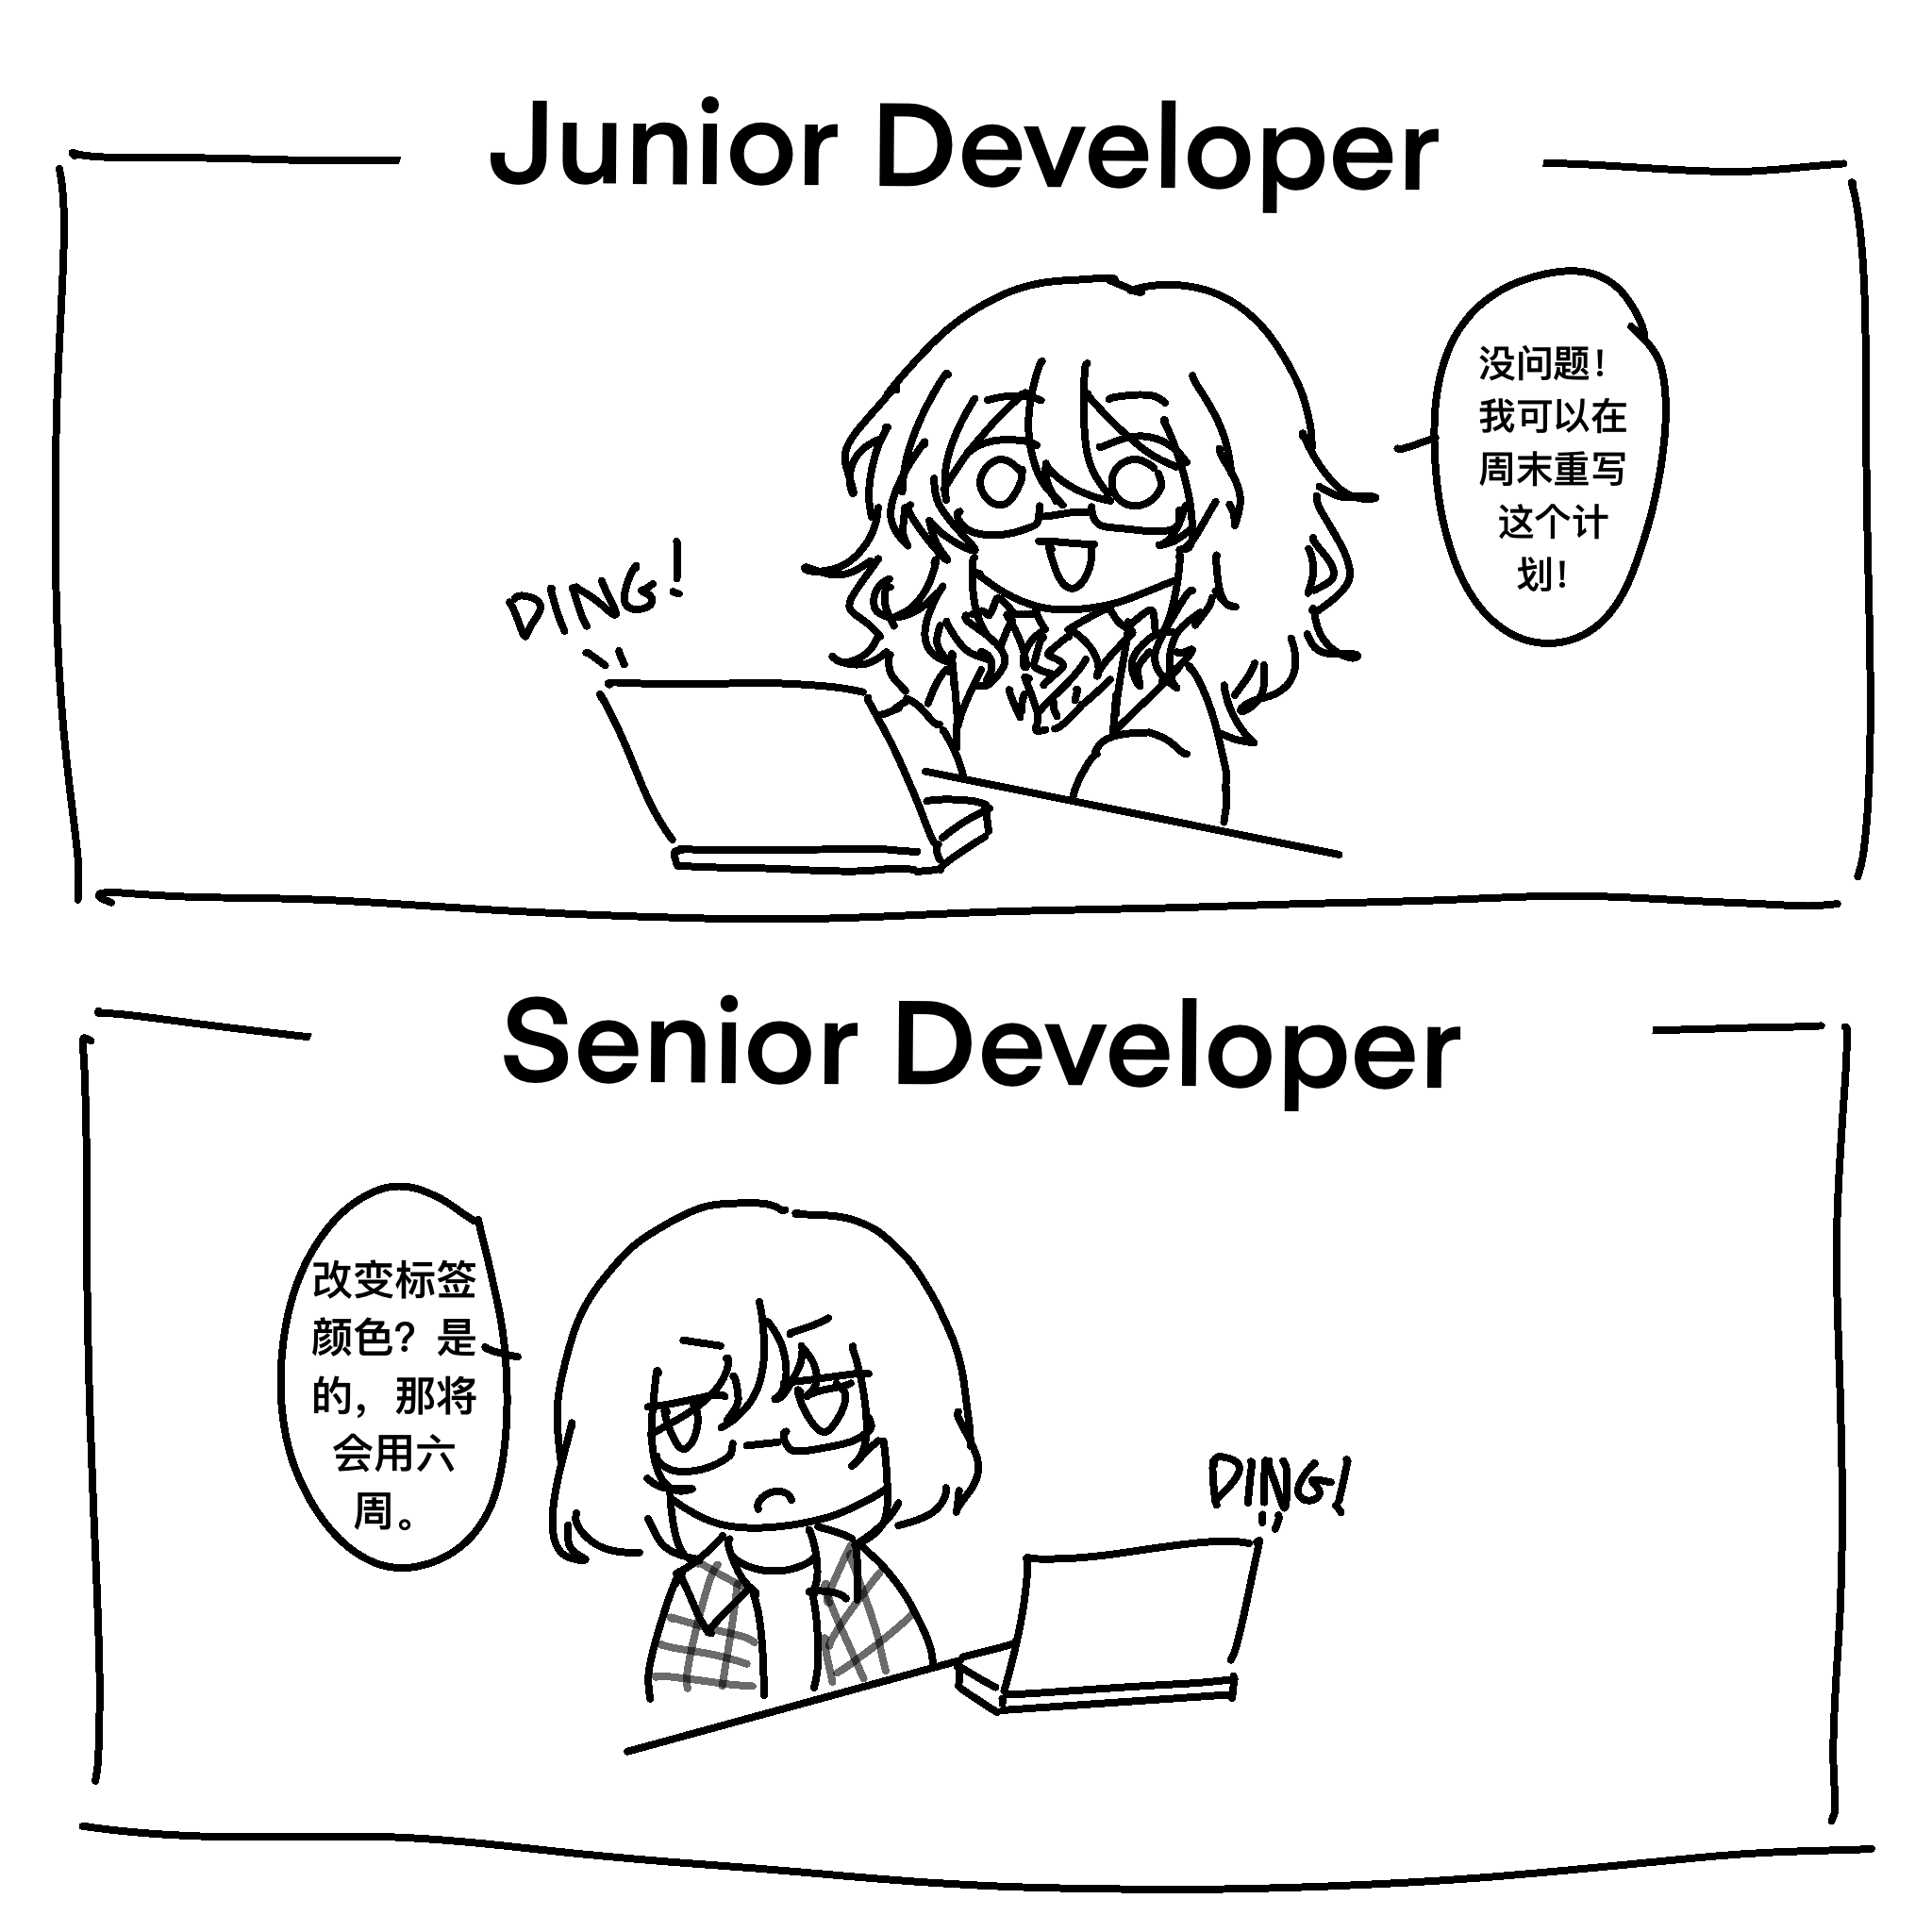 Junior Developer
没问题！
我可以在
周末重写
这个计
划！
DING!
Senior Developer
改变标签
颜色？是
的，那将
会用六
周。
DING!